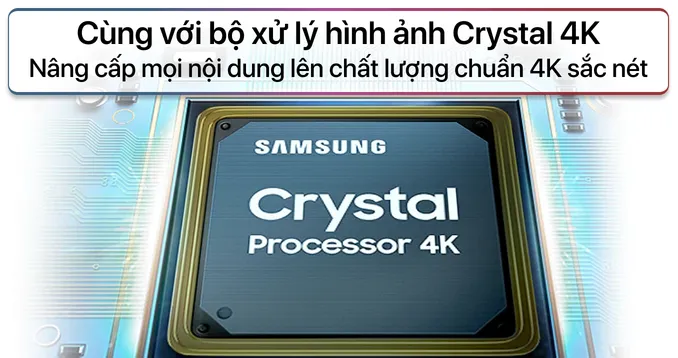 Cùng với bộ xử lý hình ảnh Crystal 4K
Nâng cấp mọi nội dung lên chất lượng chuẩn 4K sắc nét
SAMSUNG
Crystal
Processor 4K